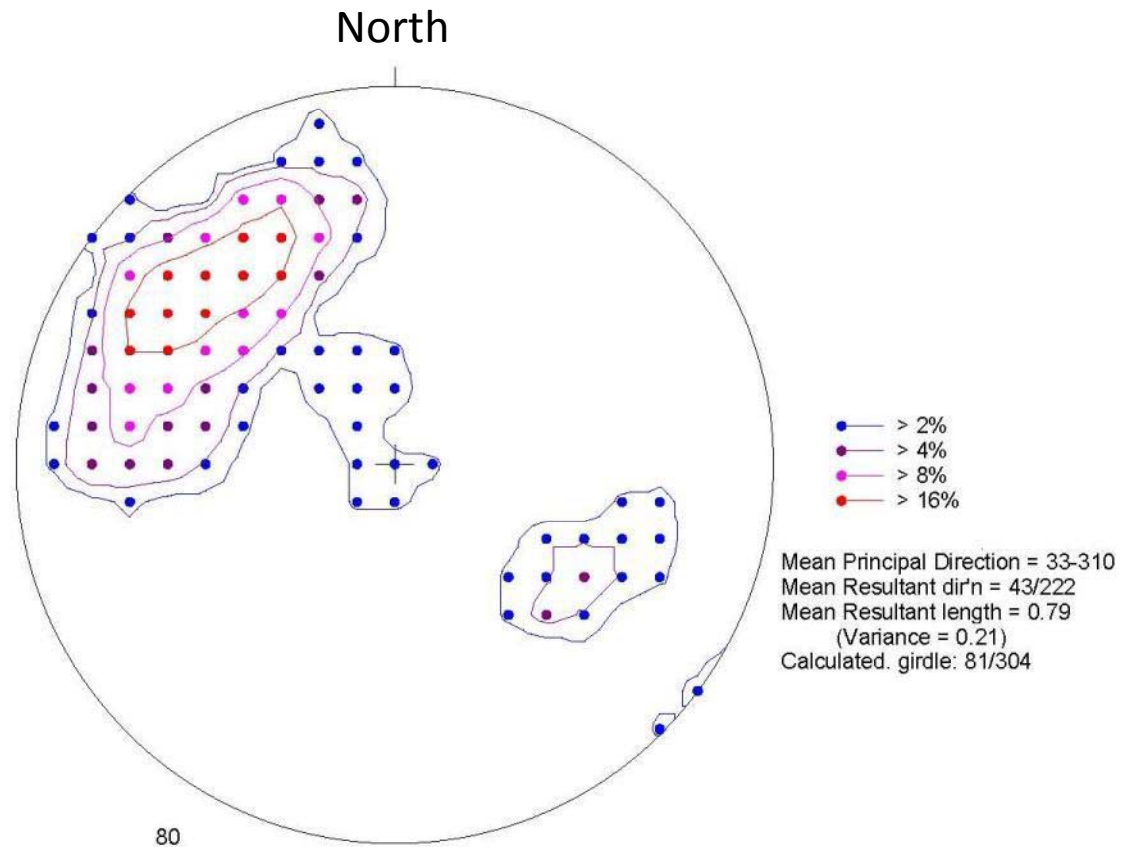 North
> 2%
> 4%
> 8%
> 16%
Mean Principal Direction = 33-310
Mean Resultant dir'n = 43/222
Mean Resultant length = 0.79
(Variance = 0.21)
Calculated. girdle: 81/304
80